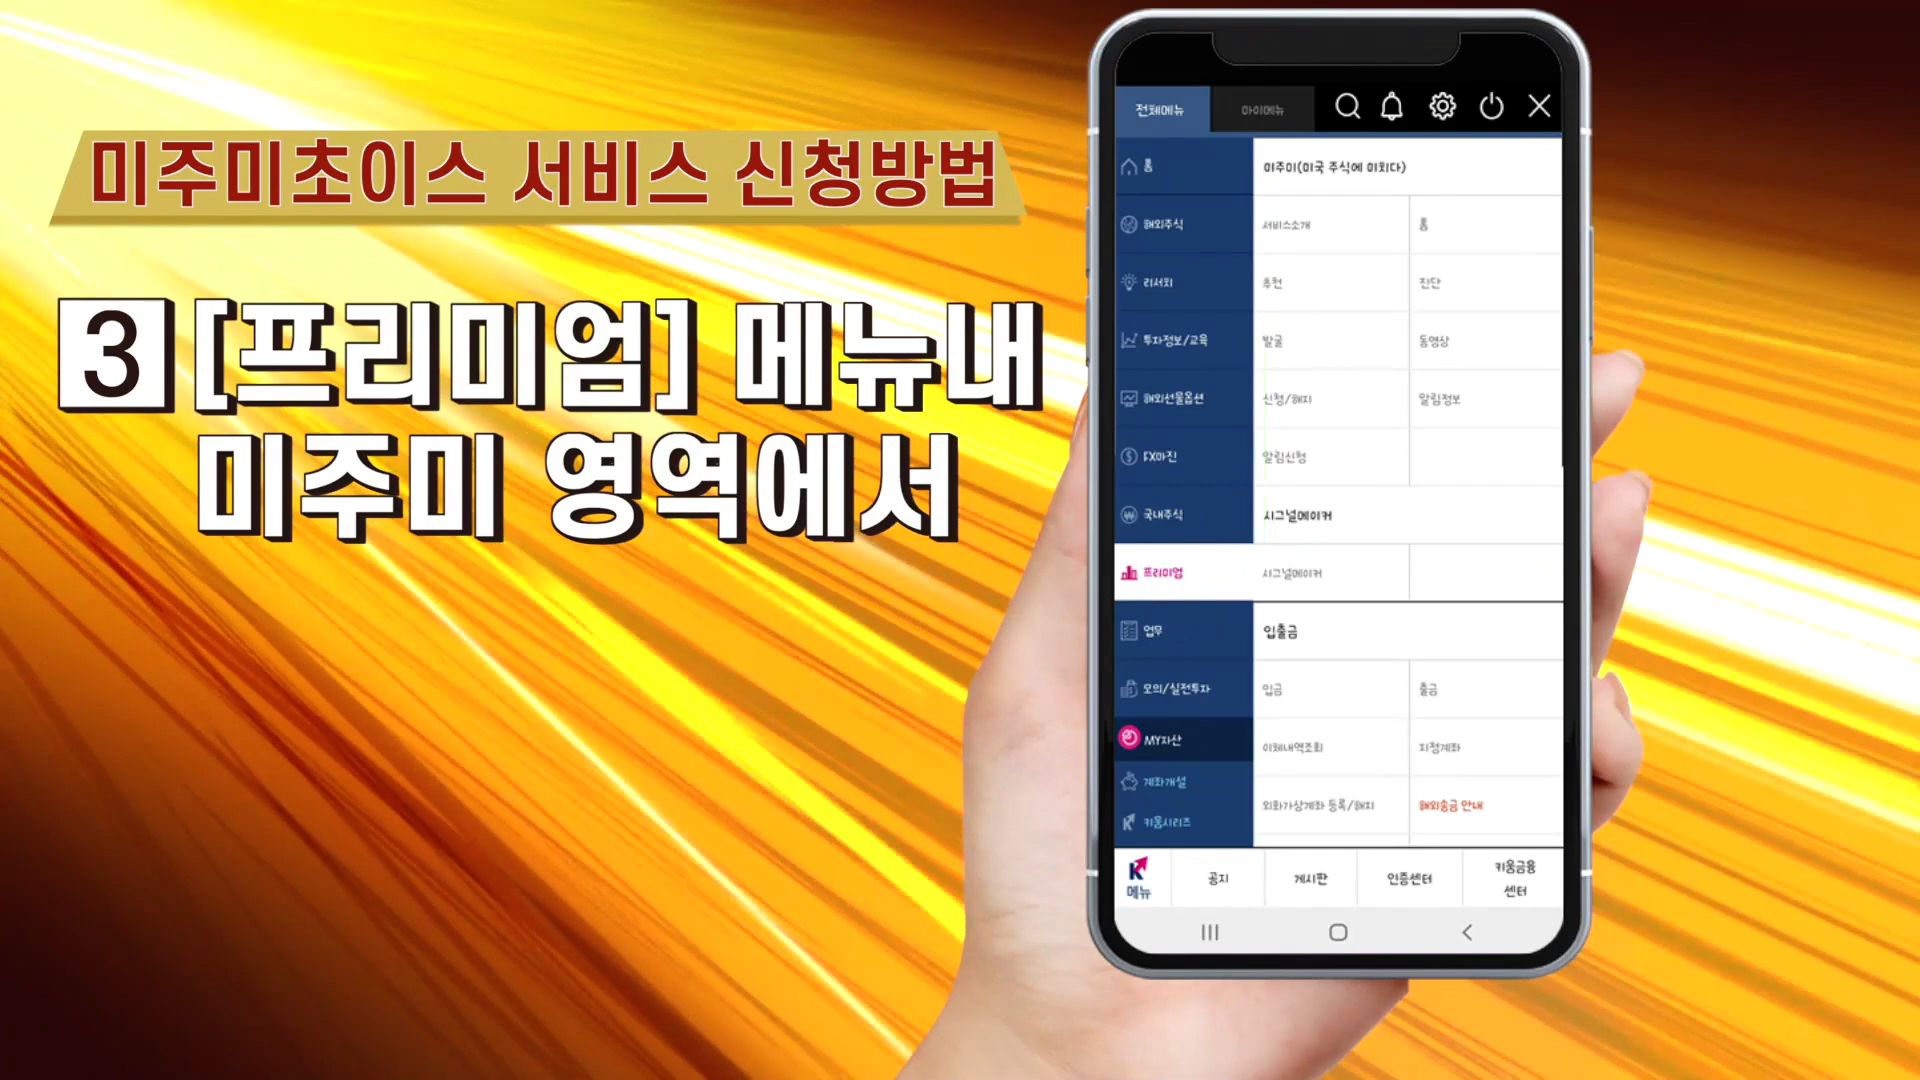 미주미초이스 서비스 신청방법
3 [프리미엄] 메뉴내
미주미 영역에서
전체메뉴
마이메뉴
홈
미주미(미국 주식에 미치다)
해외주식
서비스소개
홈
리서치
추천
진단
투자정보/교육
발굴
동영상
해외선물옵션
신청/해지
알림정보
FX마진
알림신청
국내주식
시그널메이커
프리미엄
시그널메이커
업무
입출금
모의/실전투자
입금
출금
MY자산
이체내역조회
지정계좌
계좌개설
외화가상계좌 등록/해지
해외송금 안내
키움시리즈
메뉴
공지
게시판
인증센터
키움금융
센터